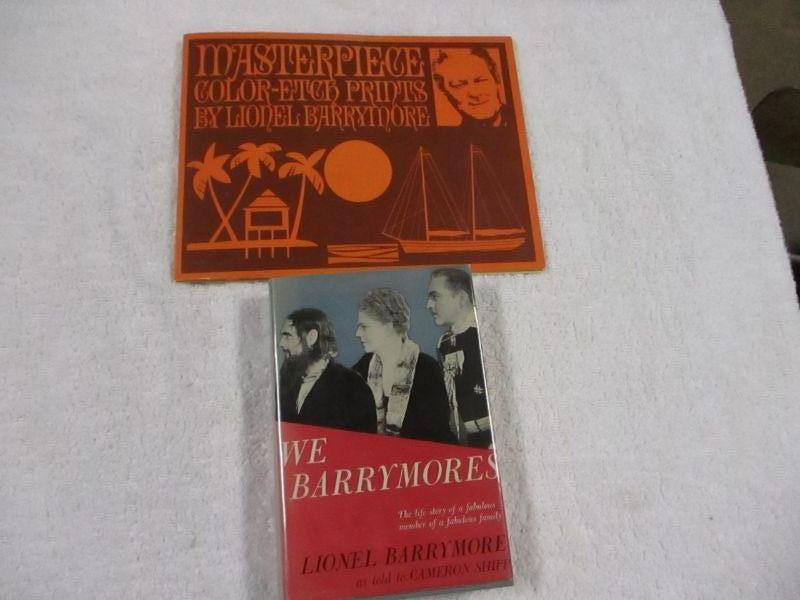 MASTERPIECE
COLOR-ETCH PRINTS
BY LIONEL BARRYMORE
WE
BARRYMORES
The life story of a fabulous
member of a fabulous family
LIONEL BARRYMORE
as told to CAMERON SHIPP